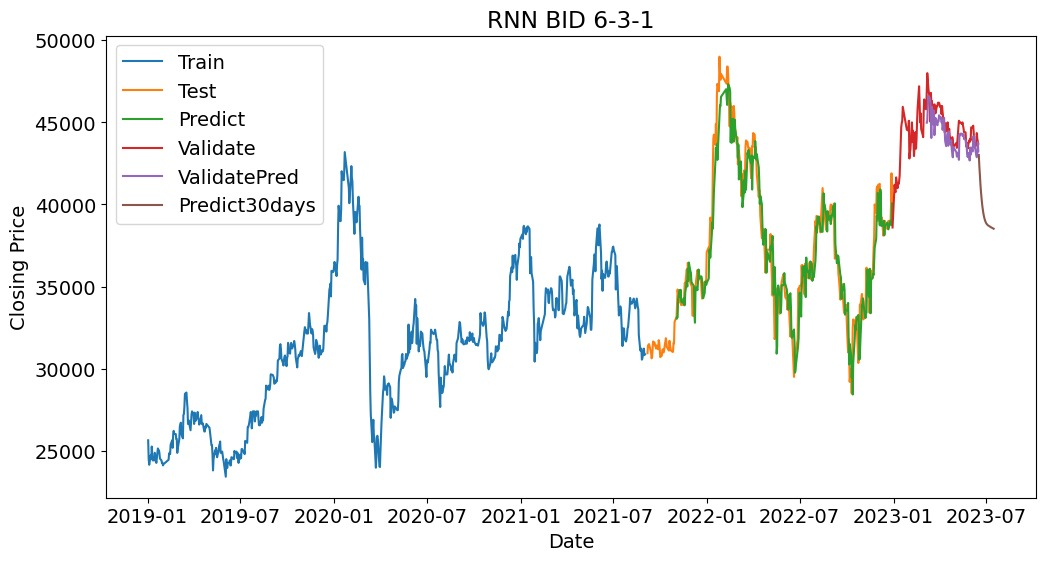 RNN BID 6-3-1
50000
45000
40000
35000
30000
25000
Closing Price
Train
Test
Predict
Validate
ValidatePred
Predict30days
2019-01 2019-07 2020-01 2020-07 2021-01 2021-07 2022-01 2022-07 2023-01 2023-07
Date